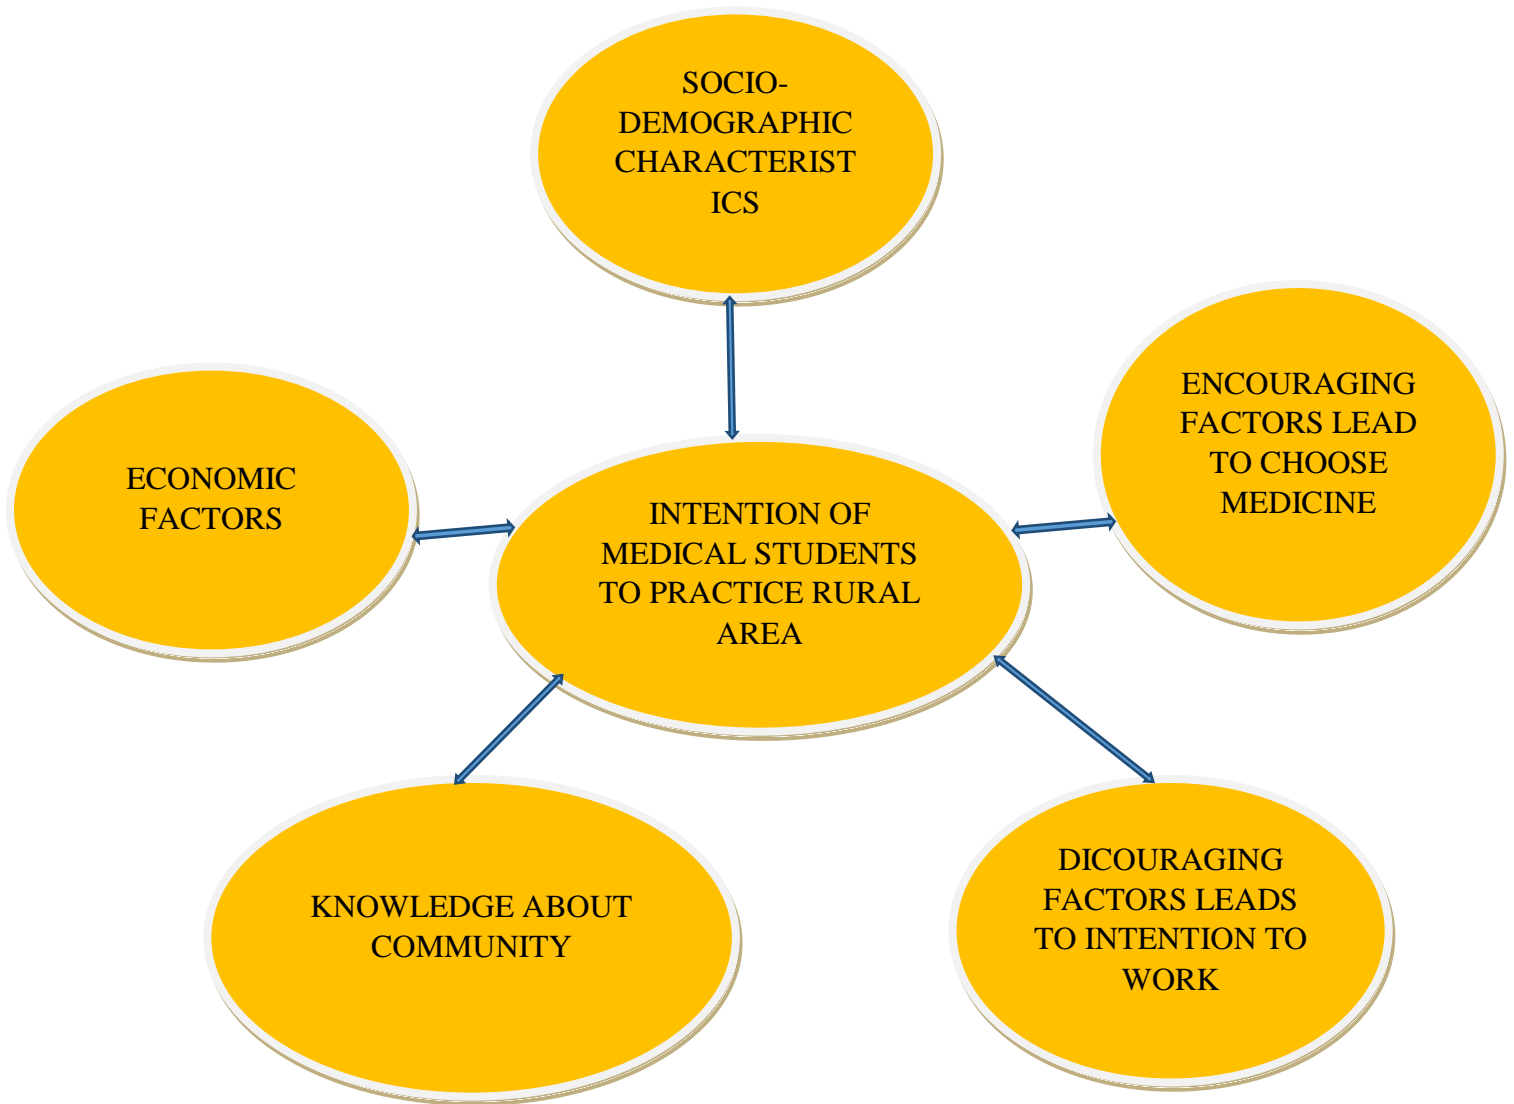 SOCIO-
DEMOGRAPHIC
CHARACTERIST
ICS
ENCOURAGING
FACTORS LEAD
TO CHOOSE
MEDICINE
ECONOMIC
FACTORS
INTENTION OF
MEDICAL STUDENTS
TO PRACTICE RURAL
AREA
KNOWLEDGE ABOUT
COMMUNITY
DICOURAGING
FACTORS LEADS
TO INTENTION TO
WORK